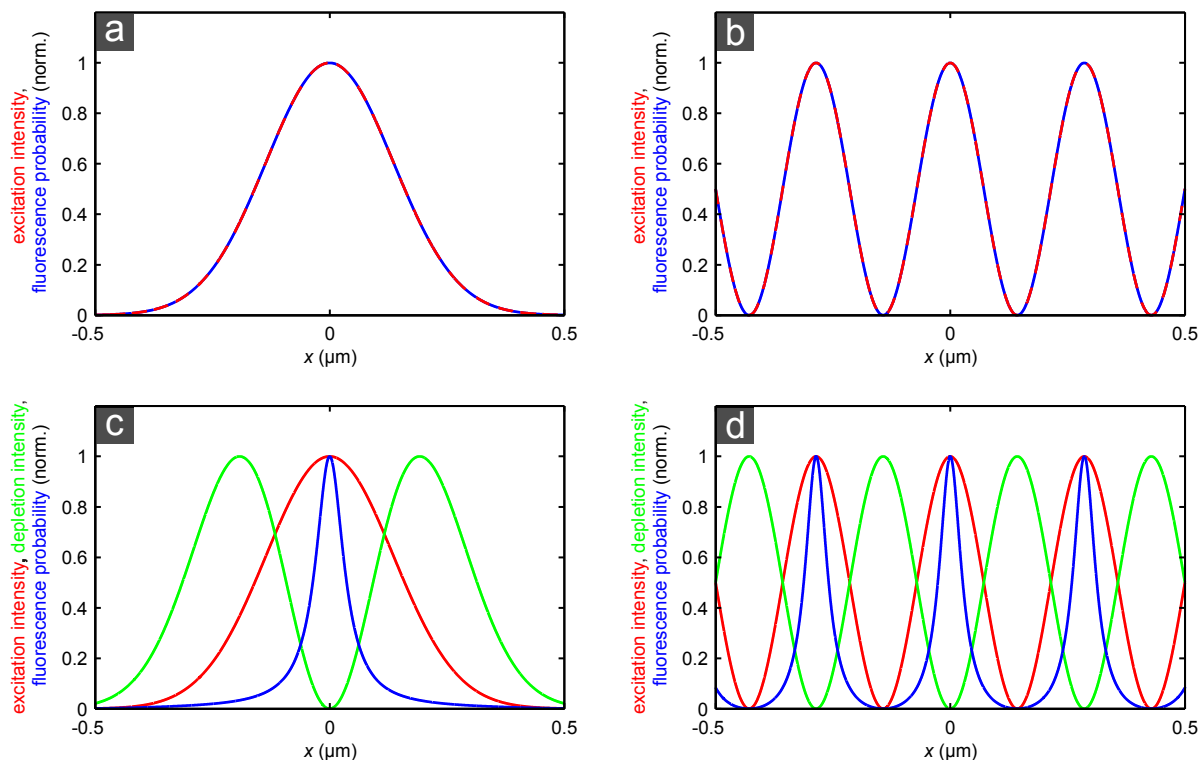 a
excitation intensity,
fluorescence probability (norm.)
1
0.8
0.6
0.4
0.2
0
-0.5
0
0.5
x (µm)
b
excitation intensity,
fluorescence probability (norm.)
1
0.8
0.6
0.4
0.2
0
-0.5
0
0.5
x (µm)
c
excitation intensity, depletion intensity,
fluorescence probability (norm.)
1
0.8
0.6
0.4
0.2
0
-0.5
0
0.5
x (µm)
d
excitation intensity, depletion intensity,
fluorescence probability (norm.)
1
0.8
0.6
0.4
0.2
0
-0.5
0
0.5
x (µm)